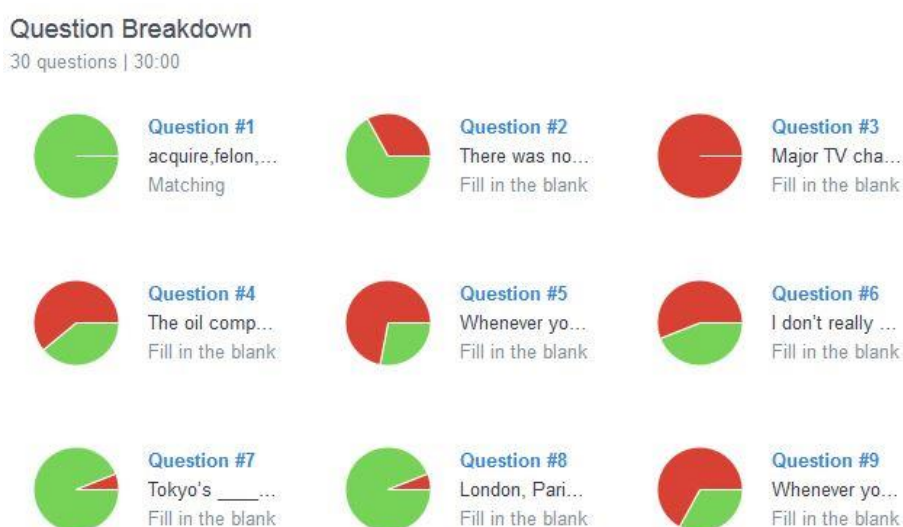 Question Breakdown
30 questions | 30:00
Question #1
acquire,felon,...
Matching
Question #2
There was no...
Fill in the blank
Question #3
Major TV cha...
Fill in the blank
Question #4
The oil comp...
Fill in the blank
Question #5
Whenever yo...
Fill in the blank
Question #6
I don't really ...
Fill in the blank
Question #7
Tokyo's ____...
Fill in the blank
Question #8
London, Pari...
Fill in the blank
Question #9
Whenever yo...
Fill in the blank